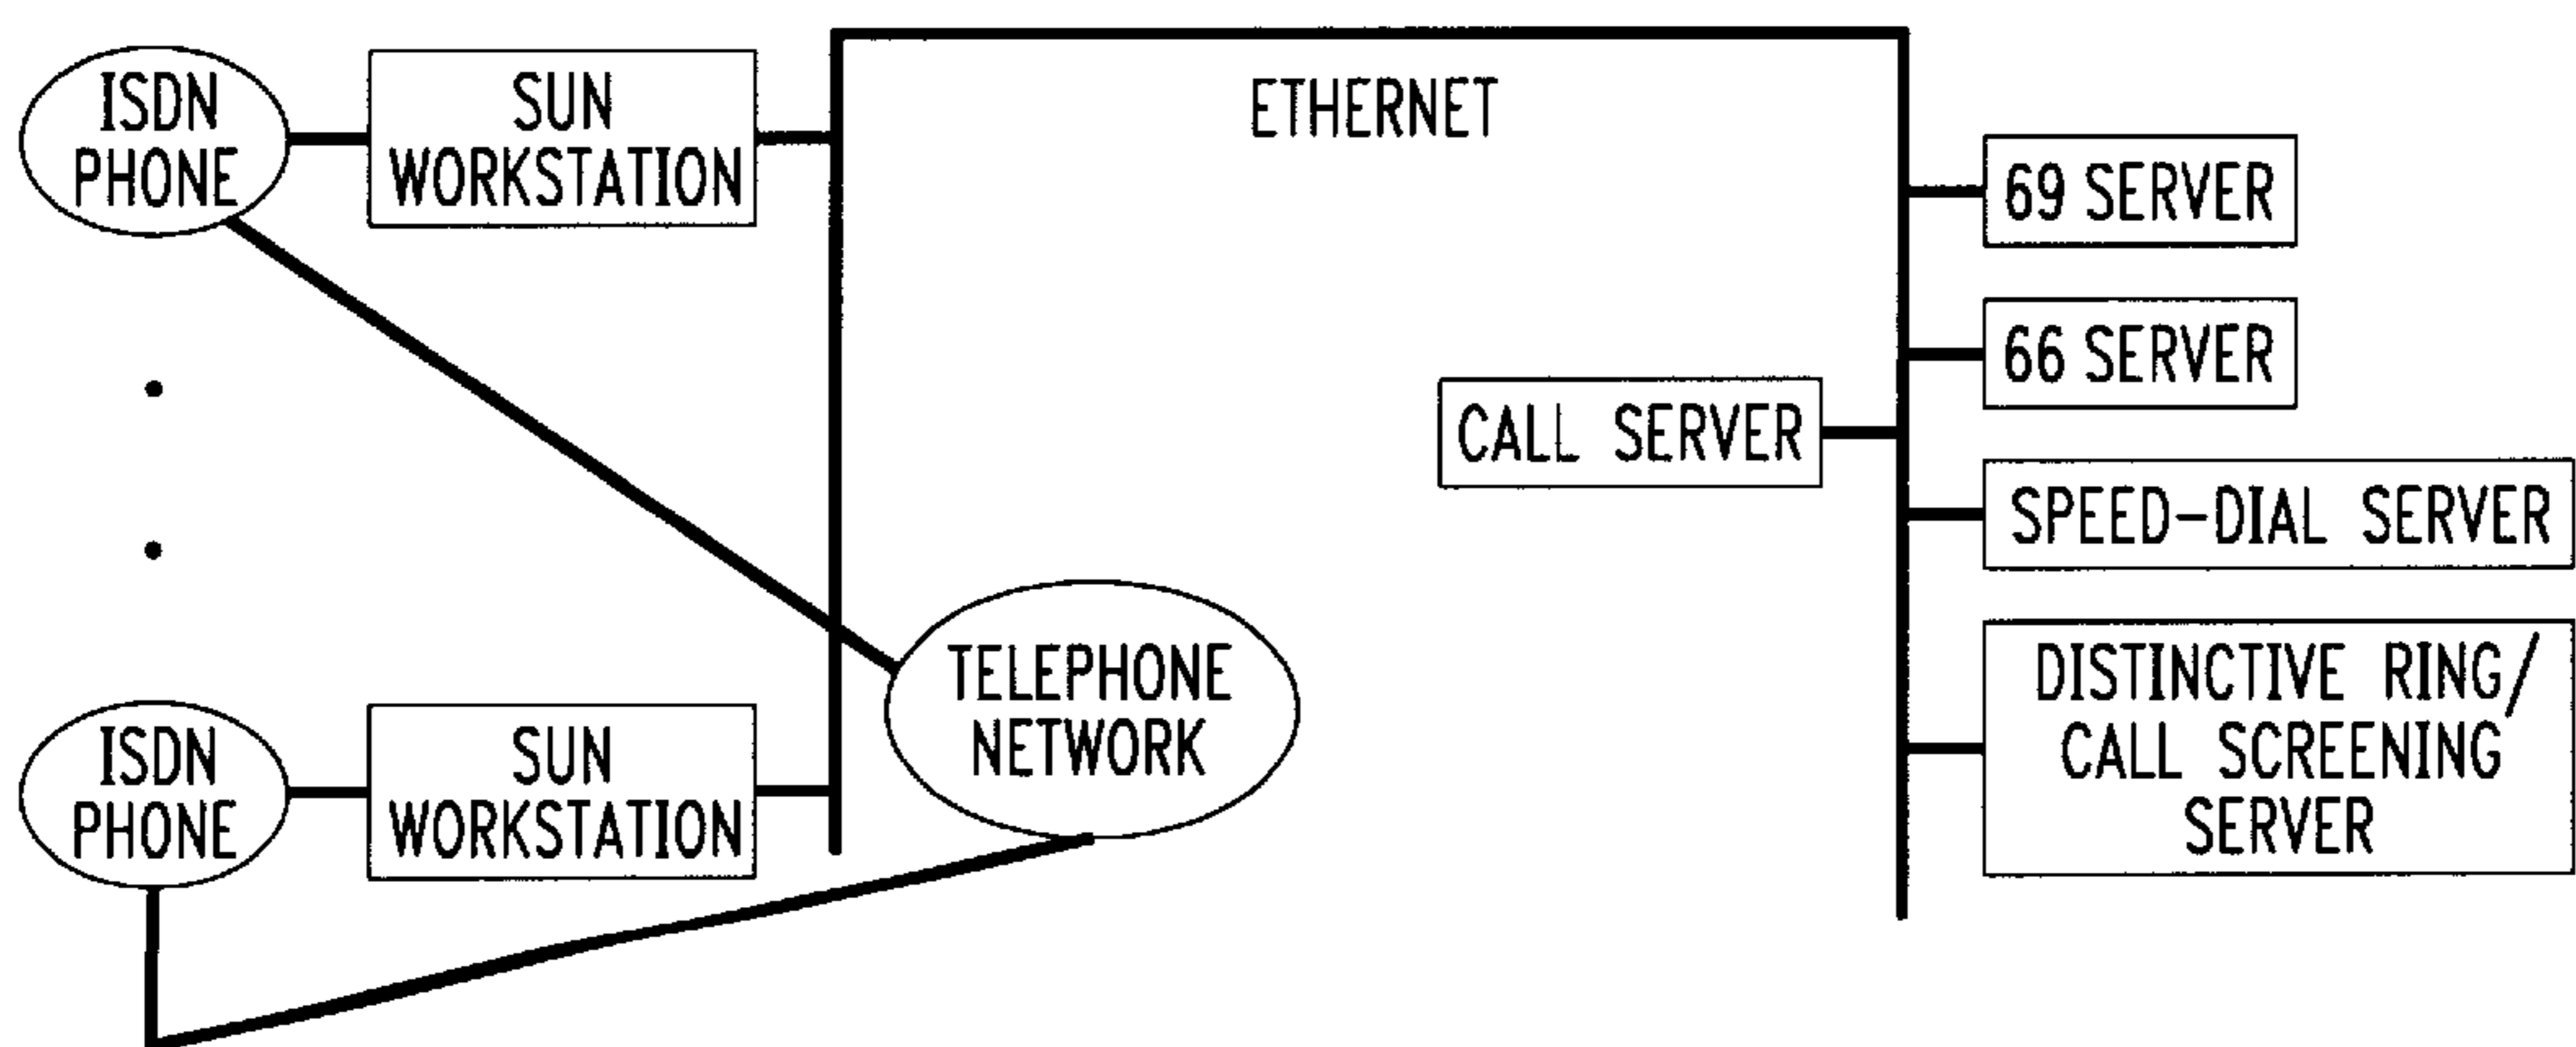 ISDN
PHONE
SUN
WORKSTATION
ETHERNET
69 SERVER
66 SERVER
CALL SERVER
SPEED-DIAL SERVER
TELEPHONE
NETWORK
DISTINCTIVE RING/
CALL SCREENING
SERVER
ISDN
PHONE
SUN
WORKSTATION